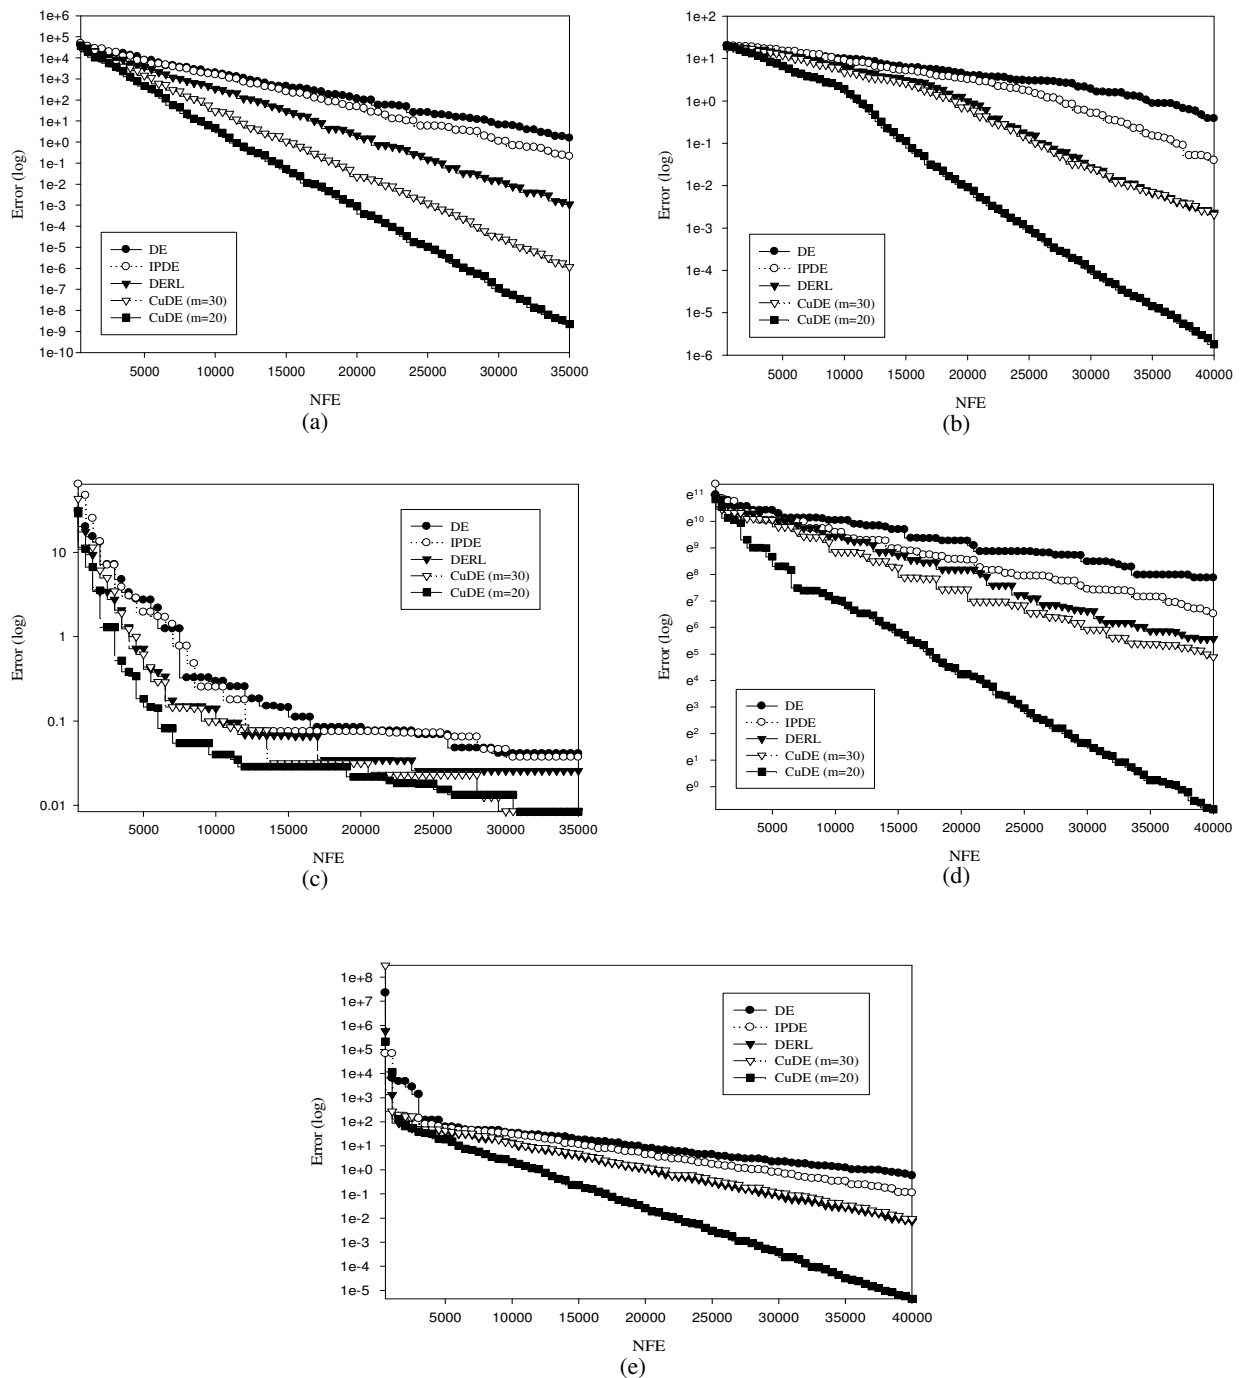 1e+6
1e+5
1e+4
1e+3
1e+2
1e+1
1e+0
1e-1
1e-2
1e-3
1e-4
1e-5
1e-6
1e-7
1e-8
1e-9
1e-10
Error (log)
DE
IPDE
DERL
CuDE (m=30)
CuDE (m=20)
5000 10000 15000 20000 25000 30000 35000
NFE
(a)
1e+2
1e+1
1e+0
1e-1
1e-2
1e-3
1e-4
1e-5
1e-6
Error (log)
DE
IPDE
DERL
CuDE (m=30)
CuDE (m=20)
5000 10000 15000 20000 25000 30000 35000 40000
NFE
(b)
10
1
0.1
0.01
Error (log)
DE
IPDE
DERL
CuDE (m=30)
CuDE (m=20)
5000 10000 15000 20000 25000 30000 35000
NFE
(c)
e11
e10
e9
e8
e7
e6
e5
e4
e3
e2
e1
e0
Error (log)
DE
IPDE
DERL
CuDE (m=30)
CuDE (m=20)
5000 10000 15000 20000 25000 30000 35000 40000
NFE
(d)
1e+8
1e+7
1e+6
1e+5
1e+4
1e+3
1e+2
1e+1
1e+0
1e-1
1e-2
1e-3
1e-4
1e-5
Error (log)
DE
IPDE
DERL
CuDE (m=30)
CuDE (m=20)
5000 10000 15000 20000 25000 30000 35000 40000
NFE
(e)